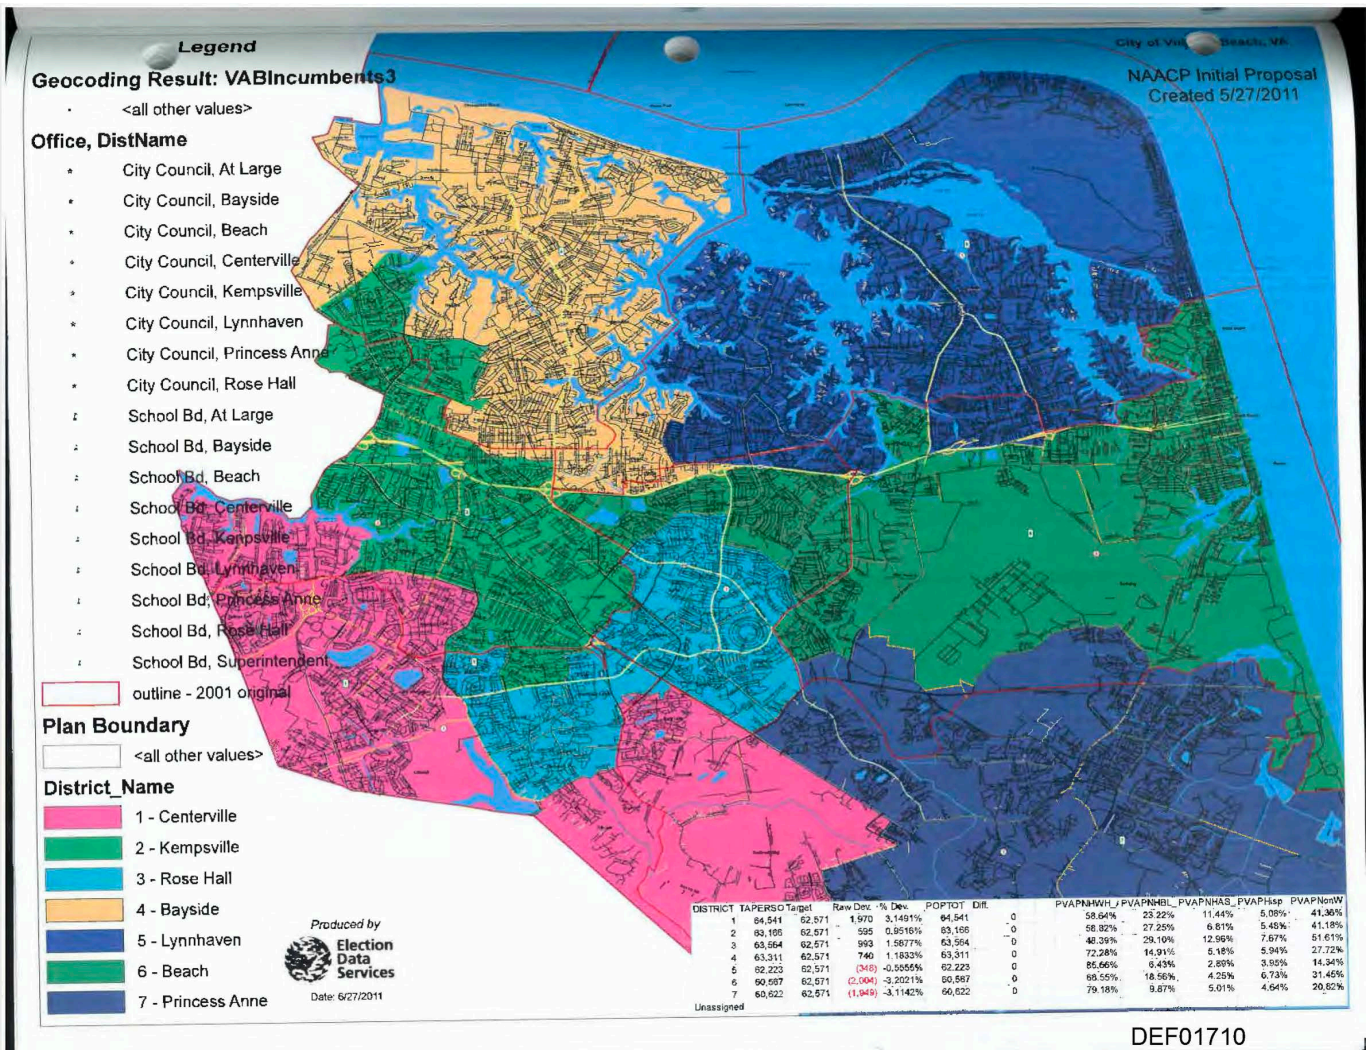 Legend
Geocoding Result: VABIncumbents3
<all other values>
Office, DistName
City Council, At Large
City Council, Bayside
City Council, Beach
City Council, Centerville
City Council, Kempsville
City Council, Lynnhaven
City Council, Princess Anne
City Council, Rose Hall
School Bd, At Large
School Bd, Bayside
School Bd, Beach
School Bd, Centerville
School Bd, Kempsville
School Bd, Lynnhaven
School Bd, Princess Anne
School Bd, Rose Hall
School Bd, Superintendent
outline - 2001 original
Plan Boundary
<all other values>
District_Name
1 - Centerville
2 - Kempsville
3 - Rose Hall
4 - Bayside
5 - Lynnhaven
6 - Beach
7 - Princess Anne
Produced by
Election
Data
Services
Date: 6/27/2011
City of Beach, VA
NAACP Initial Proposal
Created 5/27/2011
DISTRICT TAPERSO Target Raw Dev. % Dev. POPTOT Diff. PVAPNHWH_ PVAPNHBL_ PVAPNHAS_ PVAPHisp PVAPNonW
1 64,541 62,571 1,970 3.1491% 64,541 0 58.64% 23.22% 11.44% 5.08% 41.36%
2 63,166 62,571 595 0.9516% 63,166 0 58.82% 27.25% 6.81% 5.48% 41.18%
3 63,564 62,571 993 1.5877% 63,564 0 48.39% 29.10% 12.96% 7.67% 51.61%
4 63,311 62,571 740 1.1833% 63,311 0 72.28% 14.91% 5.18% 5.94% 27.72%
5 62,223 62,571 (348) -0.5555% 62,223 0 85.66% 6.43% 2.89% 3.95% 14.34%
6 60,567 62,571 (2,004) -3.2021% 60,567 0 68.55% 18.56% 4.25% 6.73% 31.45%
7 60,622 62,571 (1,949) -3.1142% 60,622 0 79.18% 9.87% 5.01% 4.64% 20.82%
Unassigned
DEF01710